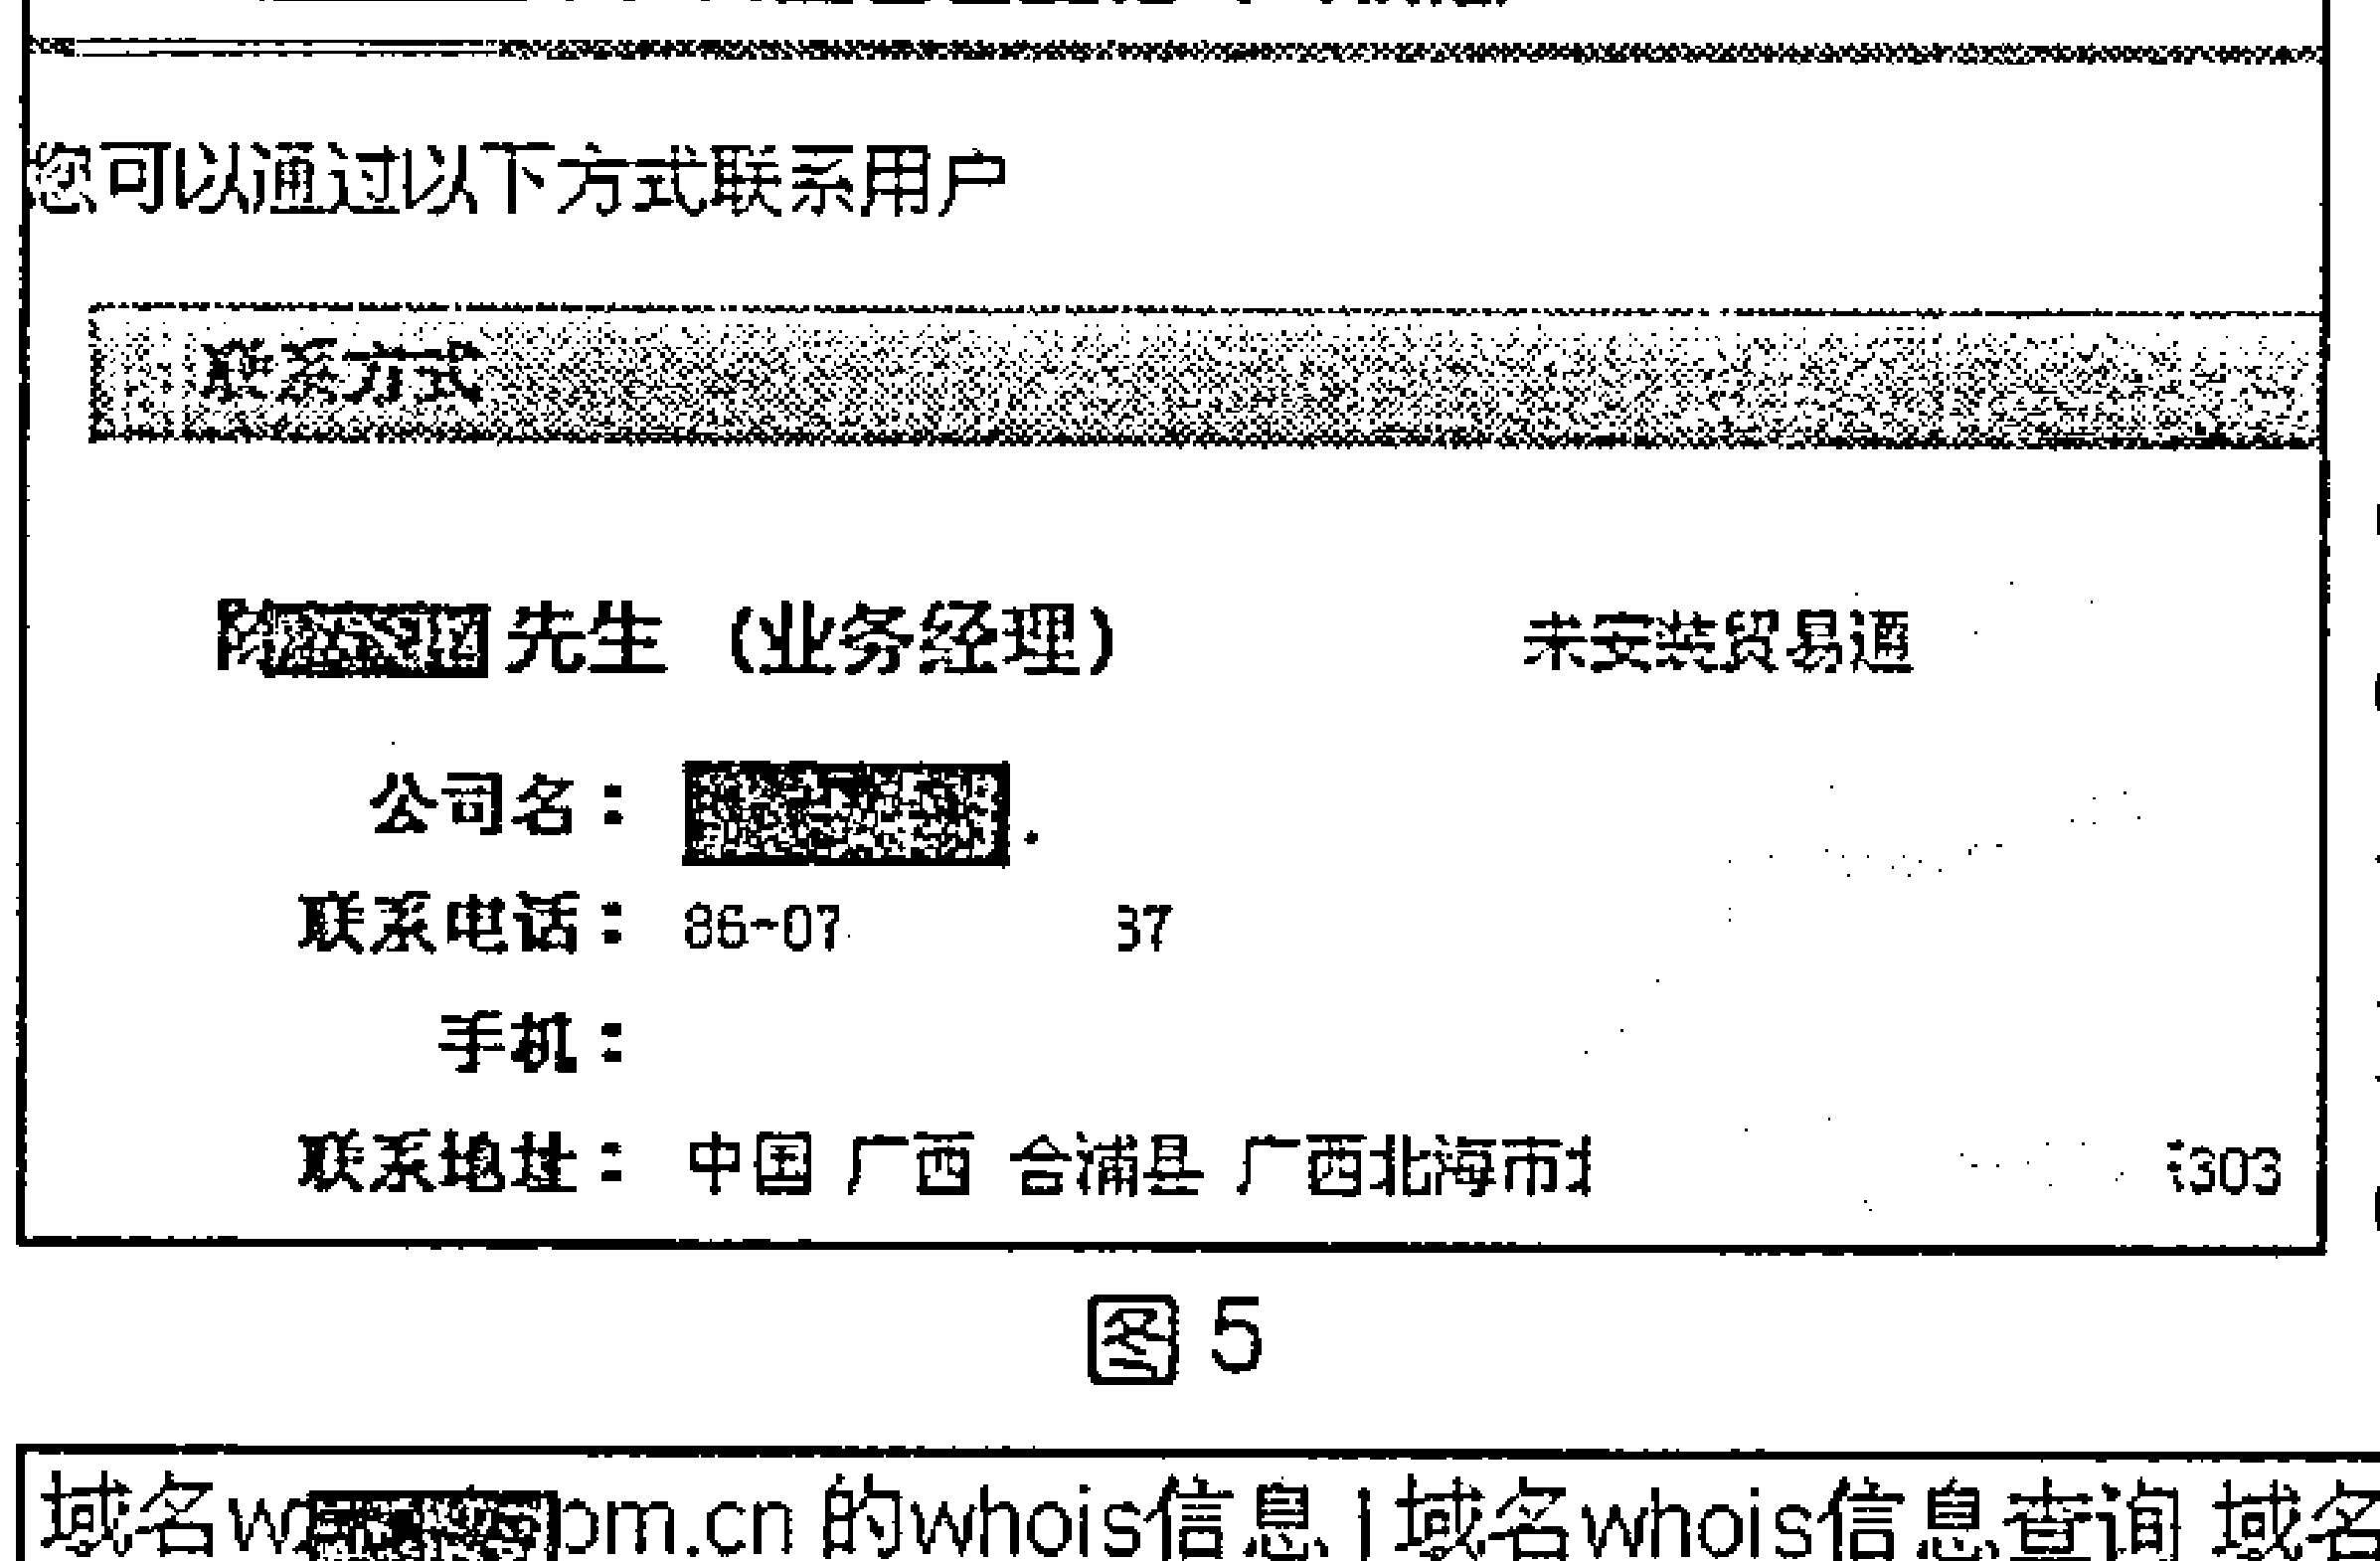 您可以通过以下方式联系用户
联系方式
先生 (业务经理) 未安装贸易通
公司名：
联系电话： 86-07 37
手机：
联系地址： 中国 广西 合浦县 广西北海市 303
图 5
域名w om.cn 的whois信息 | 域名whois信息查询 域名